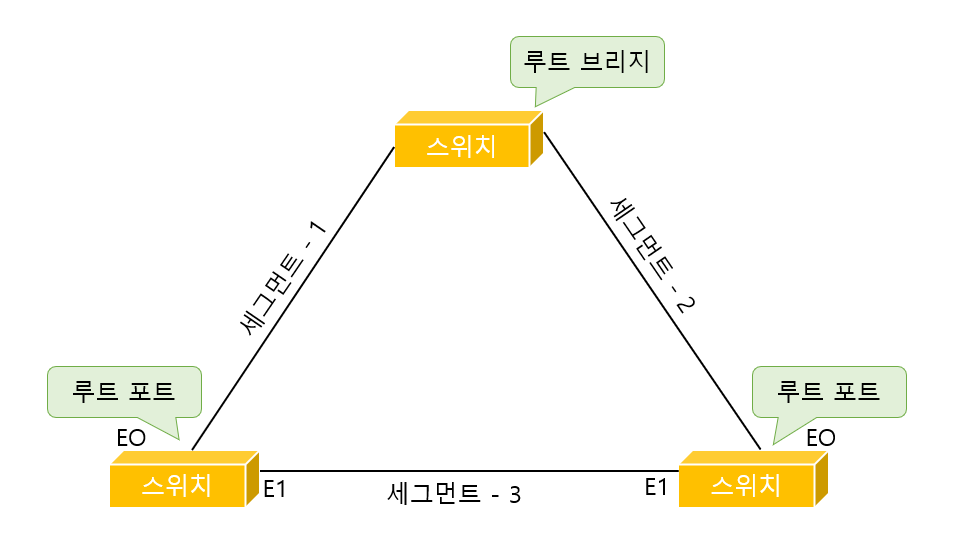 루트 브리지
스위치
세그먼트 - 1
세그먼트 - 2
루트 포트
루트 포트
EO
EO
스위치
스위치
E1
E1
세그먼트 - 3